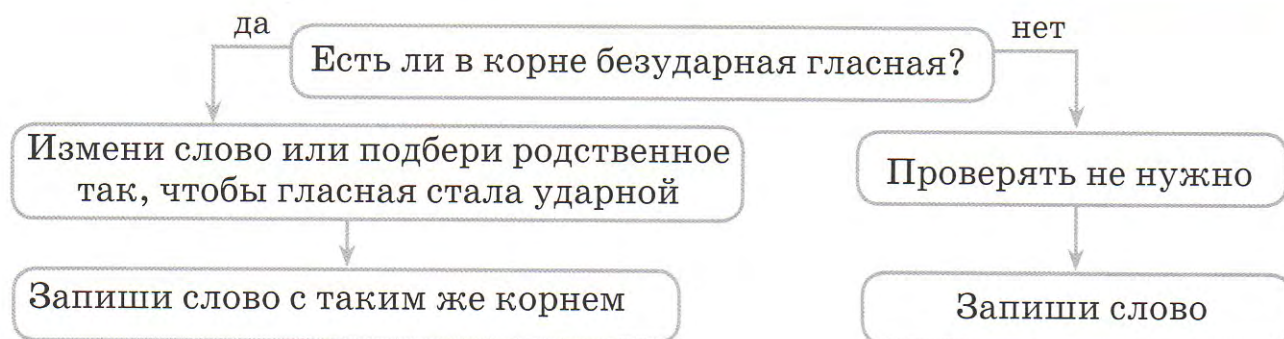 да
Есть ли в корне безударная гласная?
нет
Измени слово или подбери родственное
так, чтобы гласная стала ударной
Проверять не нужно
Запиши слово с таким же корнем
Запиши слово